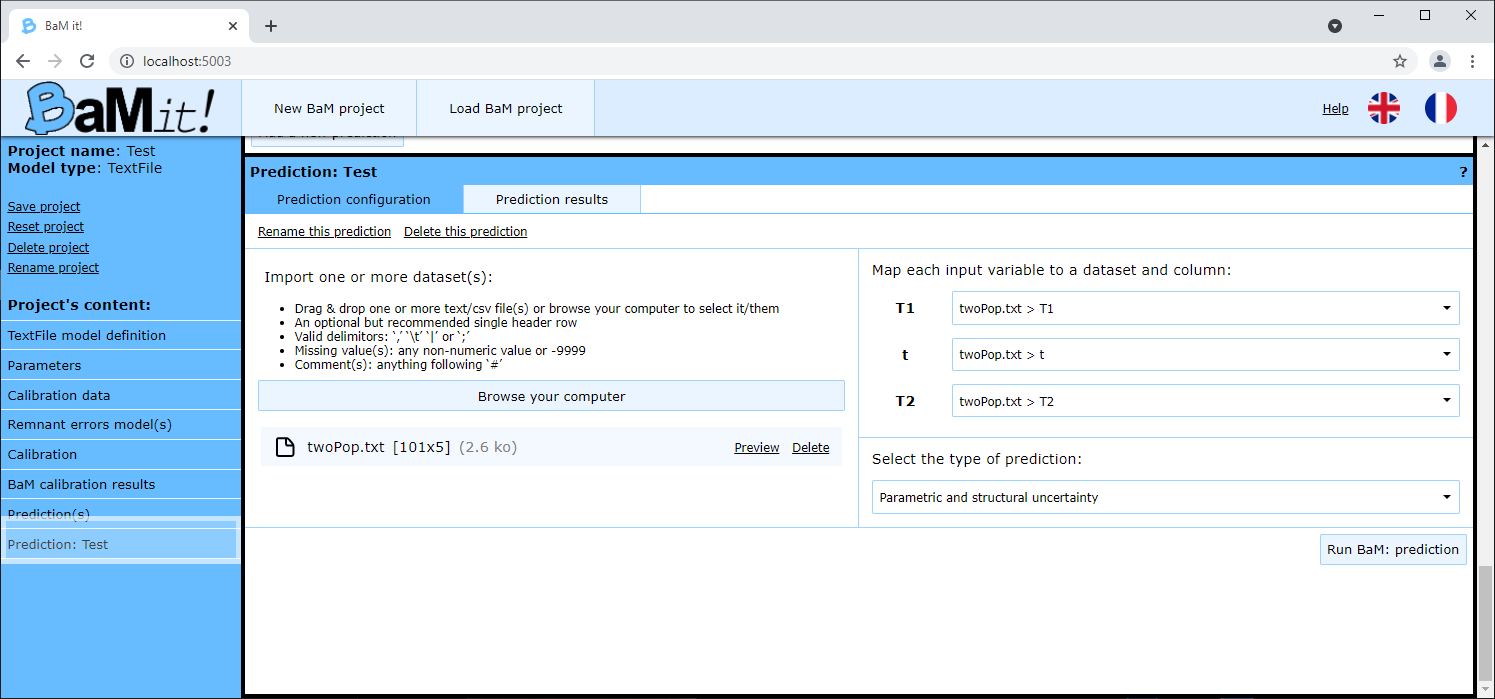 BaM it!
localhost:5003
BaM it!
New BaM project
Load BaM project
Help
Project name: Test
Model type: TextFile
Save project
Reset project
Delete project
Rename project
Project's content:
TextFile model definition
Parameters
Calibration data
Remnant errors model(s)
Calibration
BaM calibration results
Prediction(s)
Prediction: Test
Add a new prediction
Prediction: Test
?
Prediction configuration
Prediction results
Rename this prediction
Delete this prediction
Import one or more dataset(s):
• Drag & drop one or more text/csv file(s) or browse your computer to select it/them
• An optional but recommended single header row
• Valid delimitors: `,´ `\t´ `|´ or `;´
• Missing value(s): any non-numeric value or -9999
• Comment(s): anything following `#´
Browse your computer
twoPop.txt [101x5] (2.6 ko)
Preview
Delete
Map each input variable to a dataset and column:
T1 twoPop.txt > T1
t twoPop.txt > t
T2 twoPop.txt > T2
Select the type of prediction:
Parametric and structural uncertainty
Run BaM: prediction